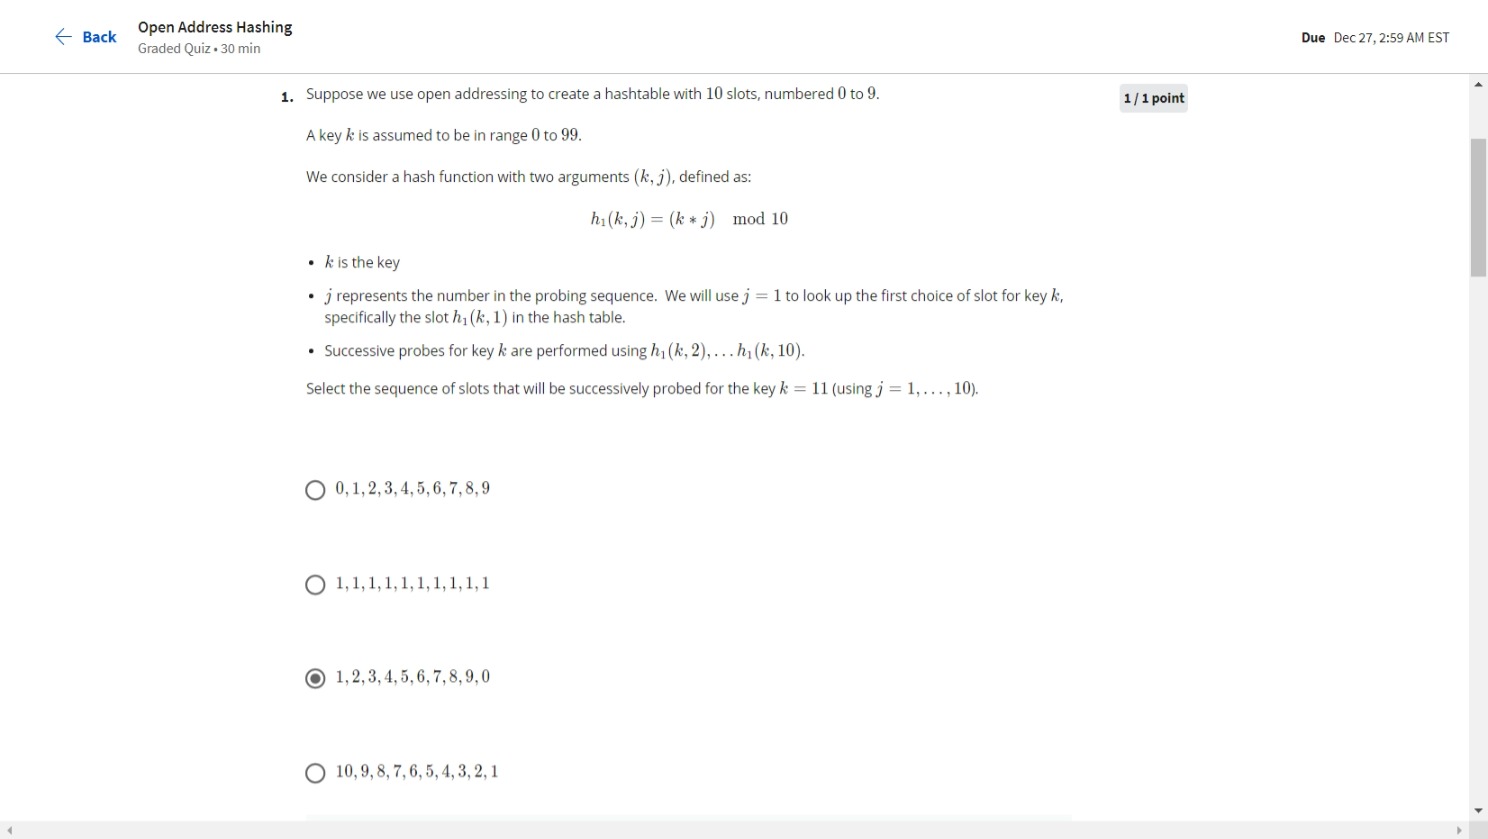 Back
Open Address Hashing
Graded Quiz • 30 min
Due Dec 27, 2:59 AM EST
1. Suppose we use open addressing to create a hashtable with 10 slots, numbered 0 to 9.
1 / 1 point
A key k is assumed to be in range 0 to 99.
We consider a hash function with two arguments (k, j), defined as:
h₁(k, j) = (k ∗ j) mod 10
• k is the key
• j represents the number in the probing sequence. We will use j = 1 to look up the first choice of slot for key k,
specifically the slot h₁(k, 1) in the hash table.
• Successive probes for key k are performed using h₁(k, 2), . . . h₁(k, 10).
Select the sequence of slots that will be successively probed for the key k = 11 (using j = 1, . . . , 10).
0, 1, 2, 3, 4, 5, 6, 7, 8, 9
1, 1, 1, 1, 1, 1, 1, 1, 1, 1
1, 2, 3, 4, 5, 6, 7, 8, 9, 0
10, 9, 8, 7, 6, 5, 4, 3, 2, 1